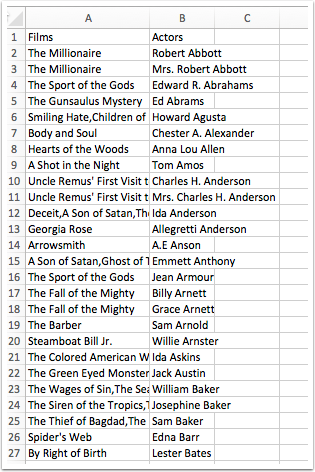 A B C
1 Films Actors
2 The Millionaire Robert Abbott
3 The Millionaire Mrs. Robert Abbott
4 The Sport of the Gods Edward R. Abrahams
5 The Gunsaulus Mystery Ed Abrams
6 Smiling Hate,Children of Howard Agusta
7 Body and Soul Chester A. Alexander
8 Hearts of the Woods Anna Lou Allen
9 A Shot in the Night Tom Amos
10 Uncle Remus' First Visit t Charles H. Anderson
11 Uncle Remus' First Visit t Mrs. Charles H. Anderson
12 Deceit,A Son of Satan,The Ida Anderson
13 Georgia Rose Allegretti Anderson
14 Arrowsmith A.E Anson
15 A Son of Satan,Ghost of T Emmett Anthony
16 The Sport of the Gods Jean Armour
17 The Fall of the Mighty Billy Arnett
18 The Fall of the Mighty Grace Arnett
19 The Barber Sam Arnold
20 Steamboat Bill Jr. Willie Arnster
21 The Colored American W Ida Askins
22 The Green Eyed Monster Jack Austin
23 The Wages of Sin,The Sea William Baker
24 The Siren of the Tropics,T Josephine Baker
25 The Thief of Bagdad,The Sam Baker
26 Spider's Web Edna Barr
27 By Right of Birth Lester Bates